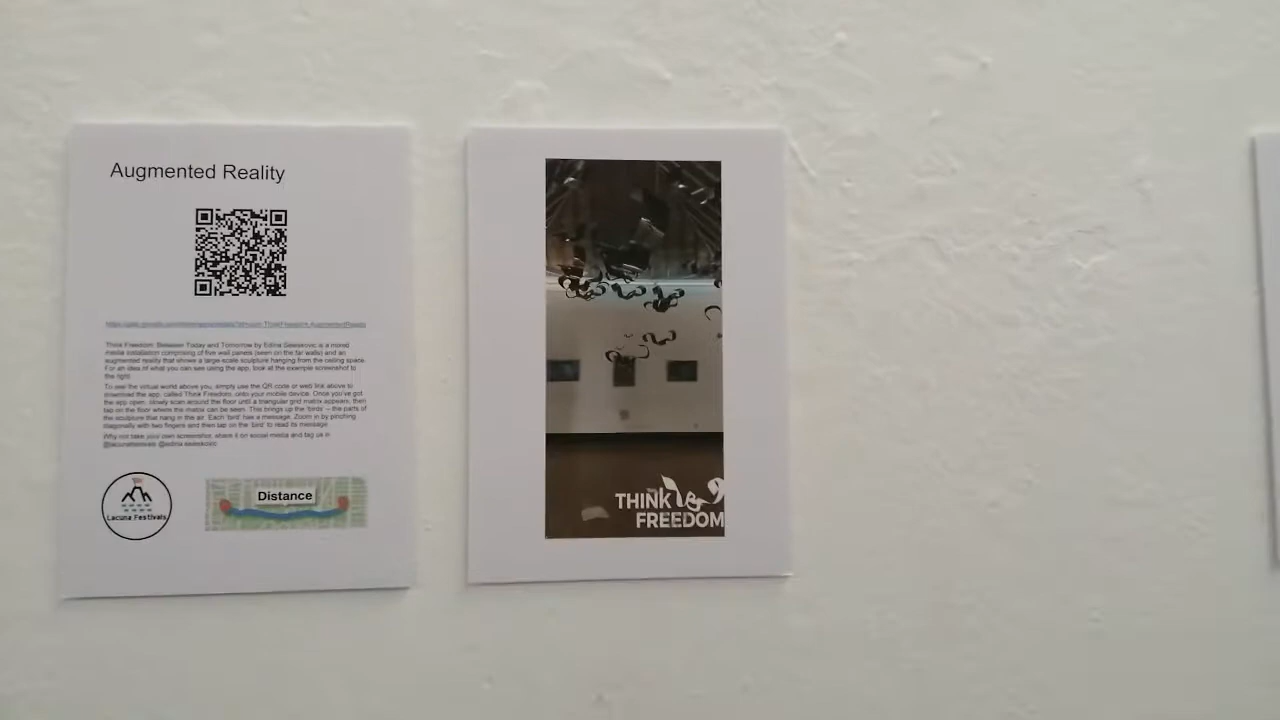 Augmented Reality
Think Freedom: Between Today and Tomorrow by Edina Seleskovic is a mixed
media installation comprising of five wall panels (seen on the far walls) and an
augmented reality that shows a large scale sculpture hanging from the ceiling space.
For an idea of what you can see using the app, look at the example screenshot to
the right.
To see the virtual world above you, simply use the QR code or web link above to
download the app, called Think Freedom, onto your mobile device. Once you've got
the app open, slowly scan around the floor until a triangular grid matrix appears, then
tap on the floor where the matrix can be seen. This brings up the 'birds' – the parts of
the sculpture that hang in the air. Each 'bird' has a message. Zoom in by pinching
diagonally with two fingers and then tap on the 'bird' to read its message.
Why not take your own screenshot, share it on social media and tag us in
@lacunafestivals @edina.seleskovic
Lacuna Festivals
Distance
THINK
FREEDOM